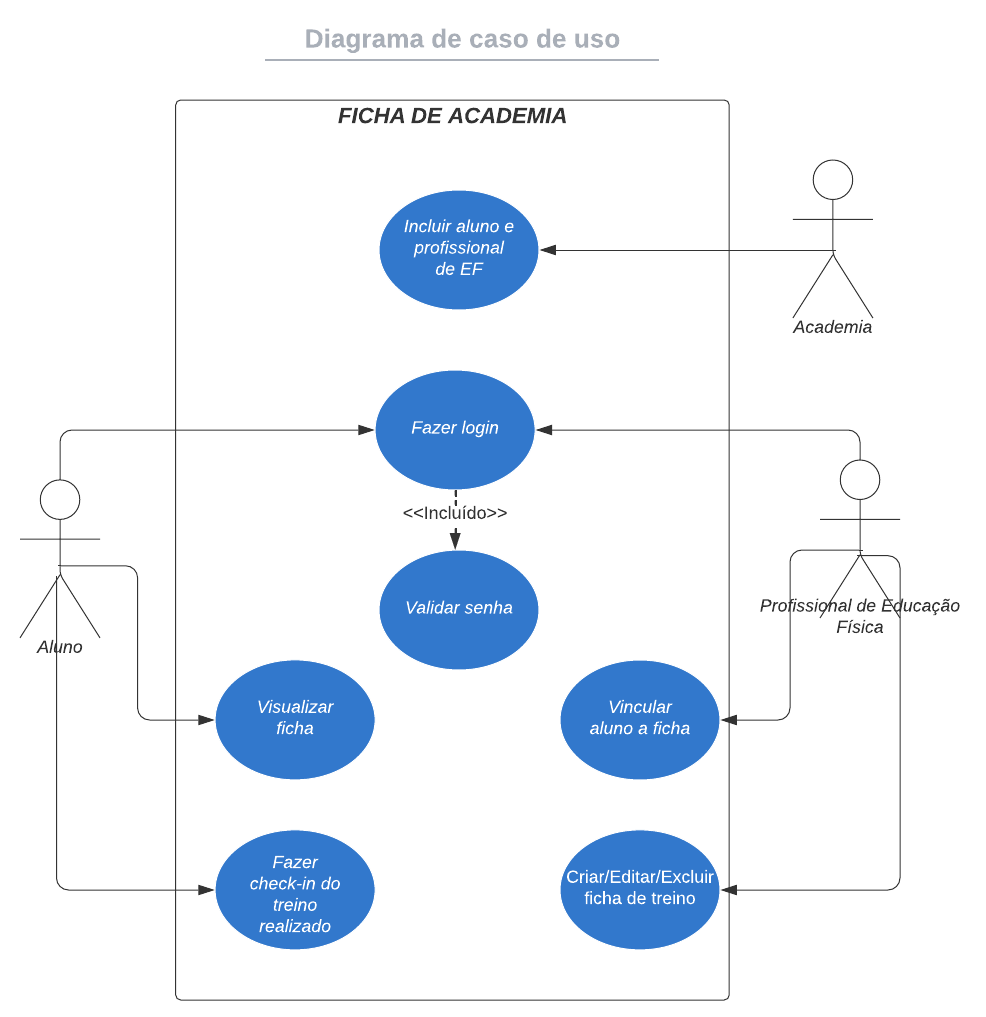 Diagrama de caso de uso
FICHA DE ACADEMIA
Incluir aluno e
profissional
de EF
Academia
Fazer login
<<Incluído>>
Validar senha
Aluno
Profissional de Educação
Física
Visualizar
ficha
Vincular
aluno a ficha
Fazer
check-in do
treino
realizado
Criar/Editar/Excluir
ficha de treino